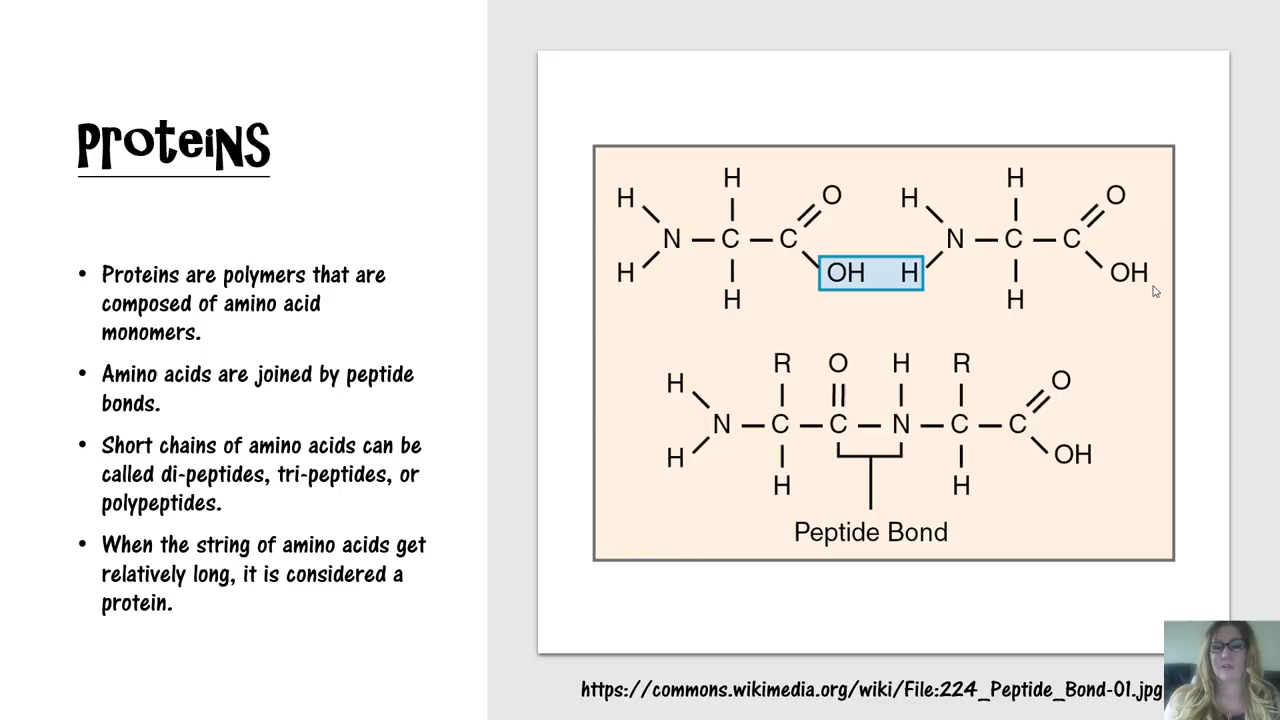 Proteins
• Proteins are polymers that are
composed of amino acid
monomers.
• Amino acids are joined by peptide
bonds.
• Short chains of amino acids can be
called di-peptides, tri-peptides, or
polypeptides.
• When the string of amino acids get
relatively long, it is considered a
protein.
H H O H H O
N C C N C C
H OH H OH
H H
R O H R
H O
N C C N C C
H OH
H H
Peptide Bond
https://commons.wikimedia.org/wiki/File:224_Peptide_Bond-01.jpg